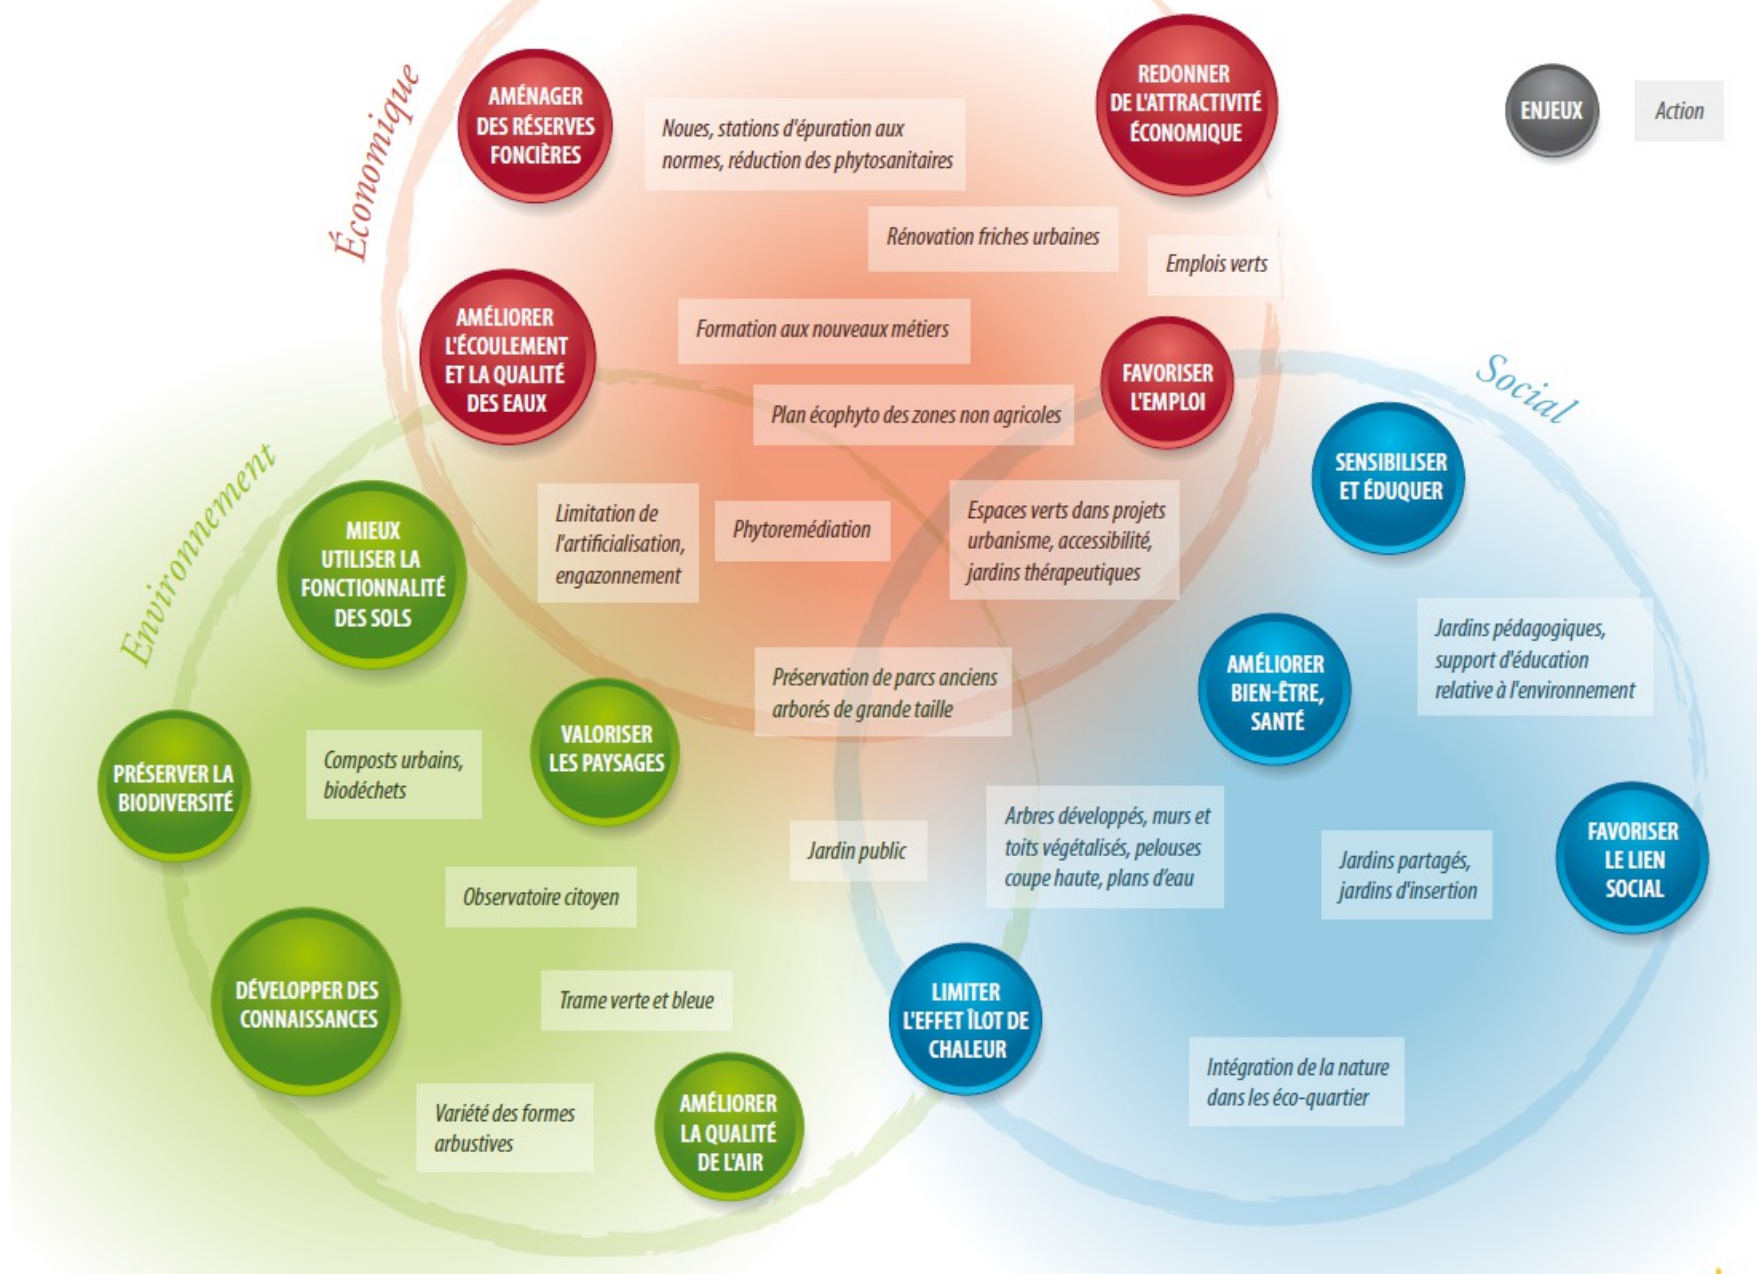 Économique
AMÉNAGER
DES RÉSERVES
FONCIÈRES
Noues, stations d'épuration aux
normes, réduction des phytosanitaires
REDONNER
DE L'ATTRACTIVITÉ
ÉCONOMIQUE
ENJEUX
Action
Rénovation friches urbaines
Emplois verts
AMÉLIORER
L'ÉCOULEMENT
ET LA QUALITÉ
DES EAUX
Formation aux nouveaux métiers
FAVORISER
L'EMPLOI
Plan écophyto des zones non agricoles
Social
SENSIBILISER
ET ÉDUQUER
Environnement
MIEUX
UTILISER LA
FONCTIONNALITÉ
DES SOLS
Limitation de
l'artificialisation,
engazonnement
Phytoremédiation
Espaces verts dans projets
urbanisme, accessibilité,
jardins thérapeutiques
Jardins pédagogiques,
support d'éducation
relative à l'environnement
AMÉLIORER
BIEN-ÊTRE,
SANTÉ
Préservation de parcs anciens
arborés de grande taille
VALORISER
LES PAYSAGES
PRÉSERVER LA
BIODIVERSITÉ
Composts urbains,
biodéchets
Jardin public
Arbres développés, murs et
toits végétalisés, pelouses
coupe haute, plans d'eau
Jardins partagés,
jardins d'insertion
FAVORISER
LE LIEN
SOCIAL
Observatoire citoyen
DÉVELOPPER DES
CONNAISSANCES
Trame verte et bleue
LIMITER
L'EFFET ÎLOT DE
CHALEUR
Intégration de la nature
dans les éco-quartier
Variété des formes
arbustives
AMÉLIORER
LA QUALITÉ
DE L'AIR